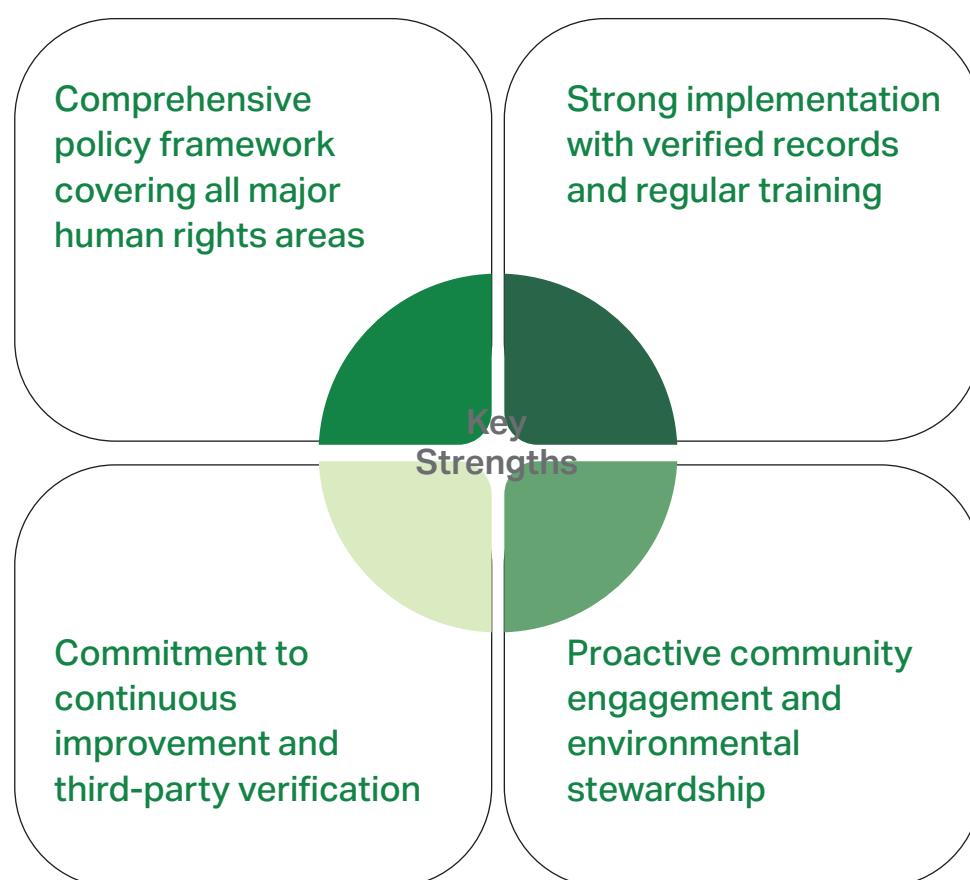 Comprehensive
policy framework
covering all major
human rights areas
Strong implementation
with verified records
and regular training
Key
Strengths
Commitment to
continuous
improvement and
third-party verification
Proactive community
engagement and
environmental
stewardship